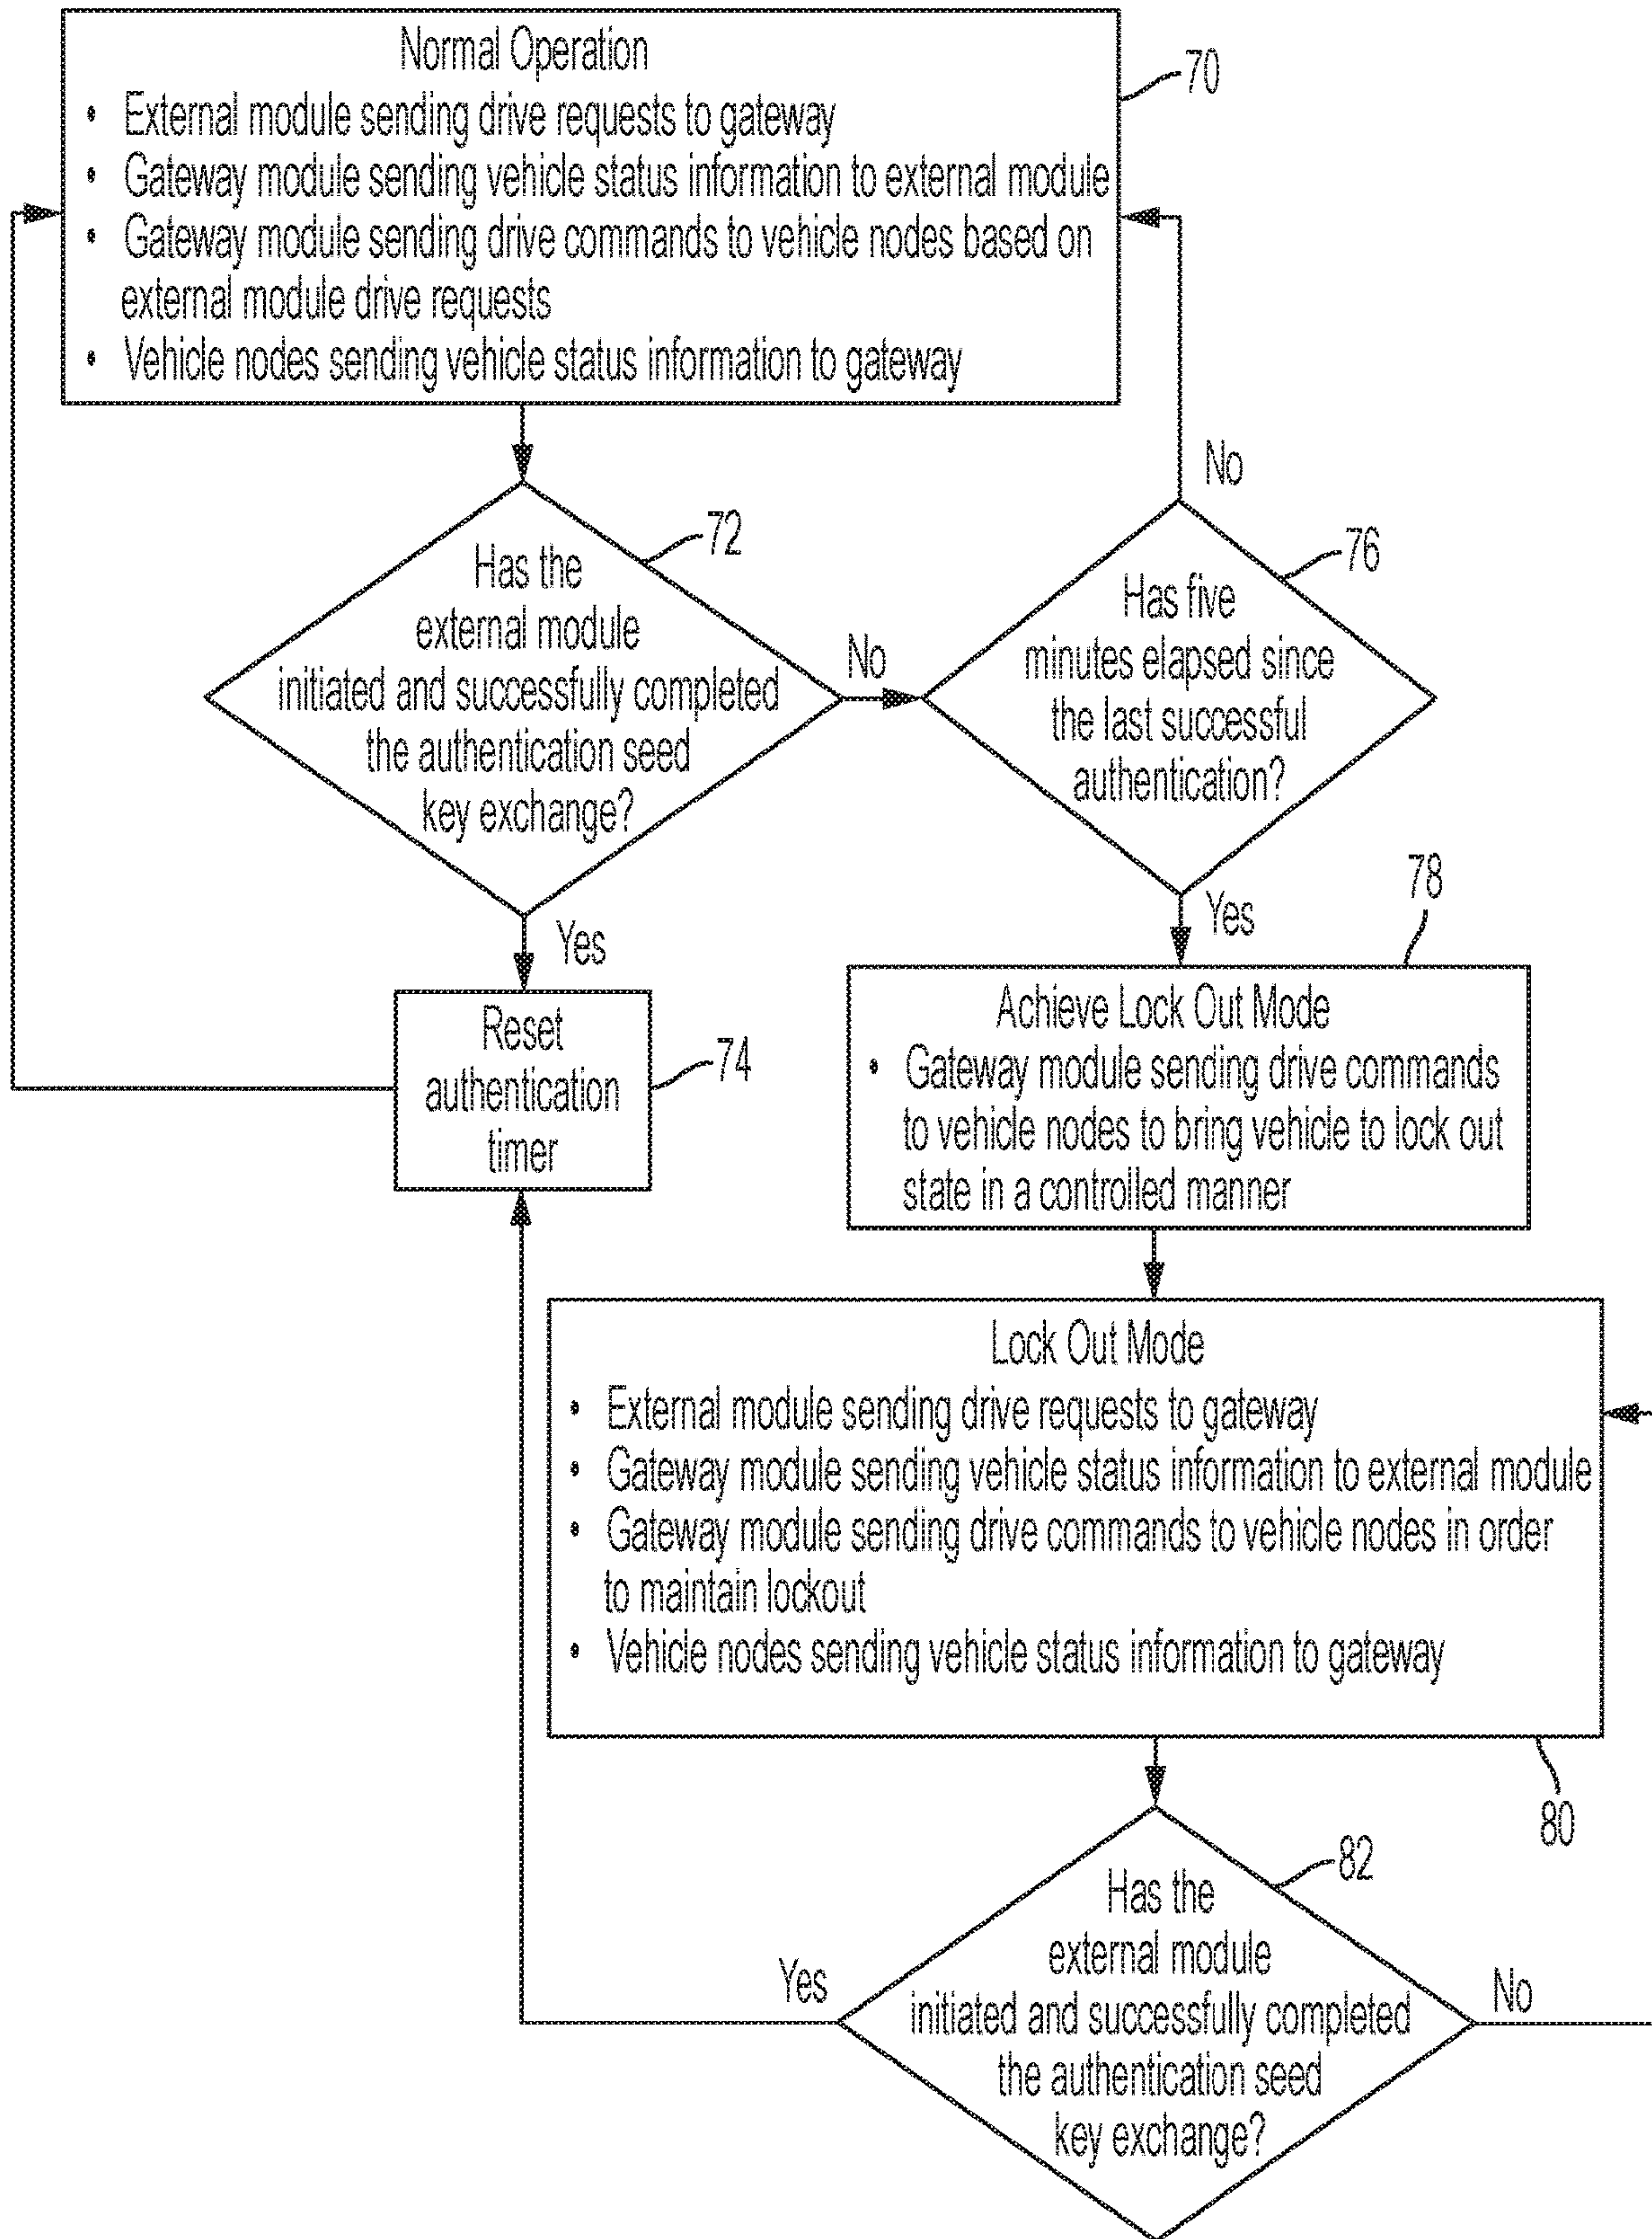 Normal Operation
• External module sending drive requests to gateway
• Gateway module sending vehicle status information to external module
• Gateway module sending drive commands to vehicle nodes based on
external module drive requests
• Vehicle nodes sending vehicle status information to gateway
70
Has the
external module
initiated and successfully completed
the authentication seed
key exchange?
72
No
Yes
Has five
minutes elapsed since
the last successful
authentication?
76
No
Yes
Reset
authentication
timer
74
78
Achieve Lock Out Mode
• Gateway module sending drive commands
to vehicle nodes to bring vehicle to lock out
state in a controlled manner
Lock Out Mode
• External module sending drive requests to gateway
• Gateway module sending vehicle status information to external module
• Gateway module sending drive commands to vehicle nodes in order
to maintain lockout
• Vehicle nodes sending vehicle status information to gateway
80
82
Has the
external module
initiated and successfully completed
the authentication seed
key exchange?
Yes
No